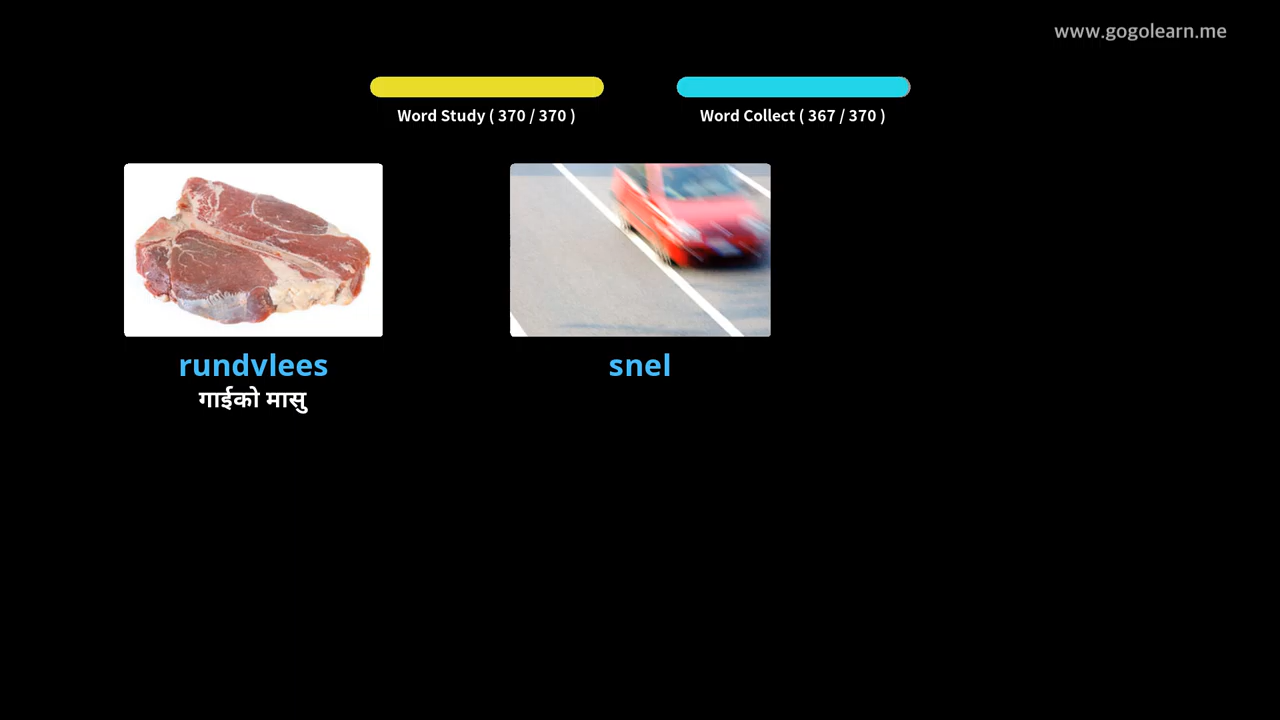 www.gogolearn.me
Word Study ( 370 / 370 )
Word Collect ( 367 / 370 )
rundvlees
गाईको मासु
snel